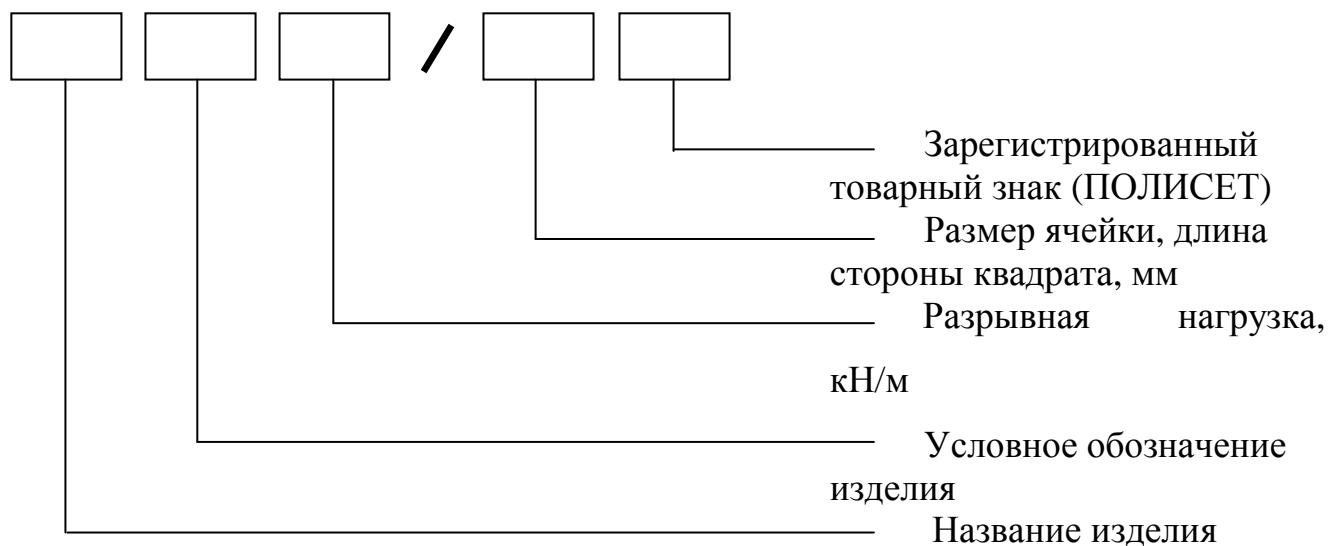 /
Зарегистрированный
товарный знак (ПОЛИСЕТ)
Размер ячейки, длина
стороны квадрата, мм
Разрывная нагрузка,
кН/м
Условное обозначение
изделия
Название изделия